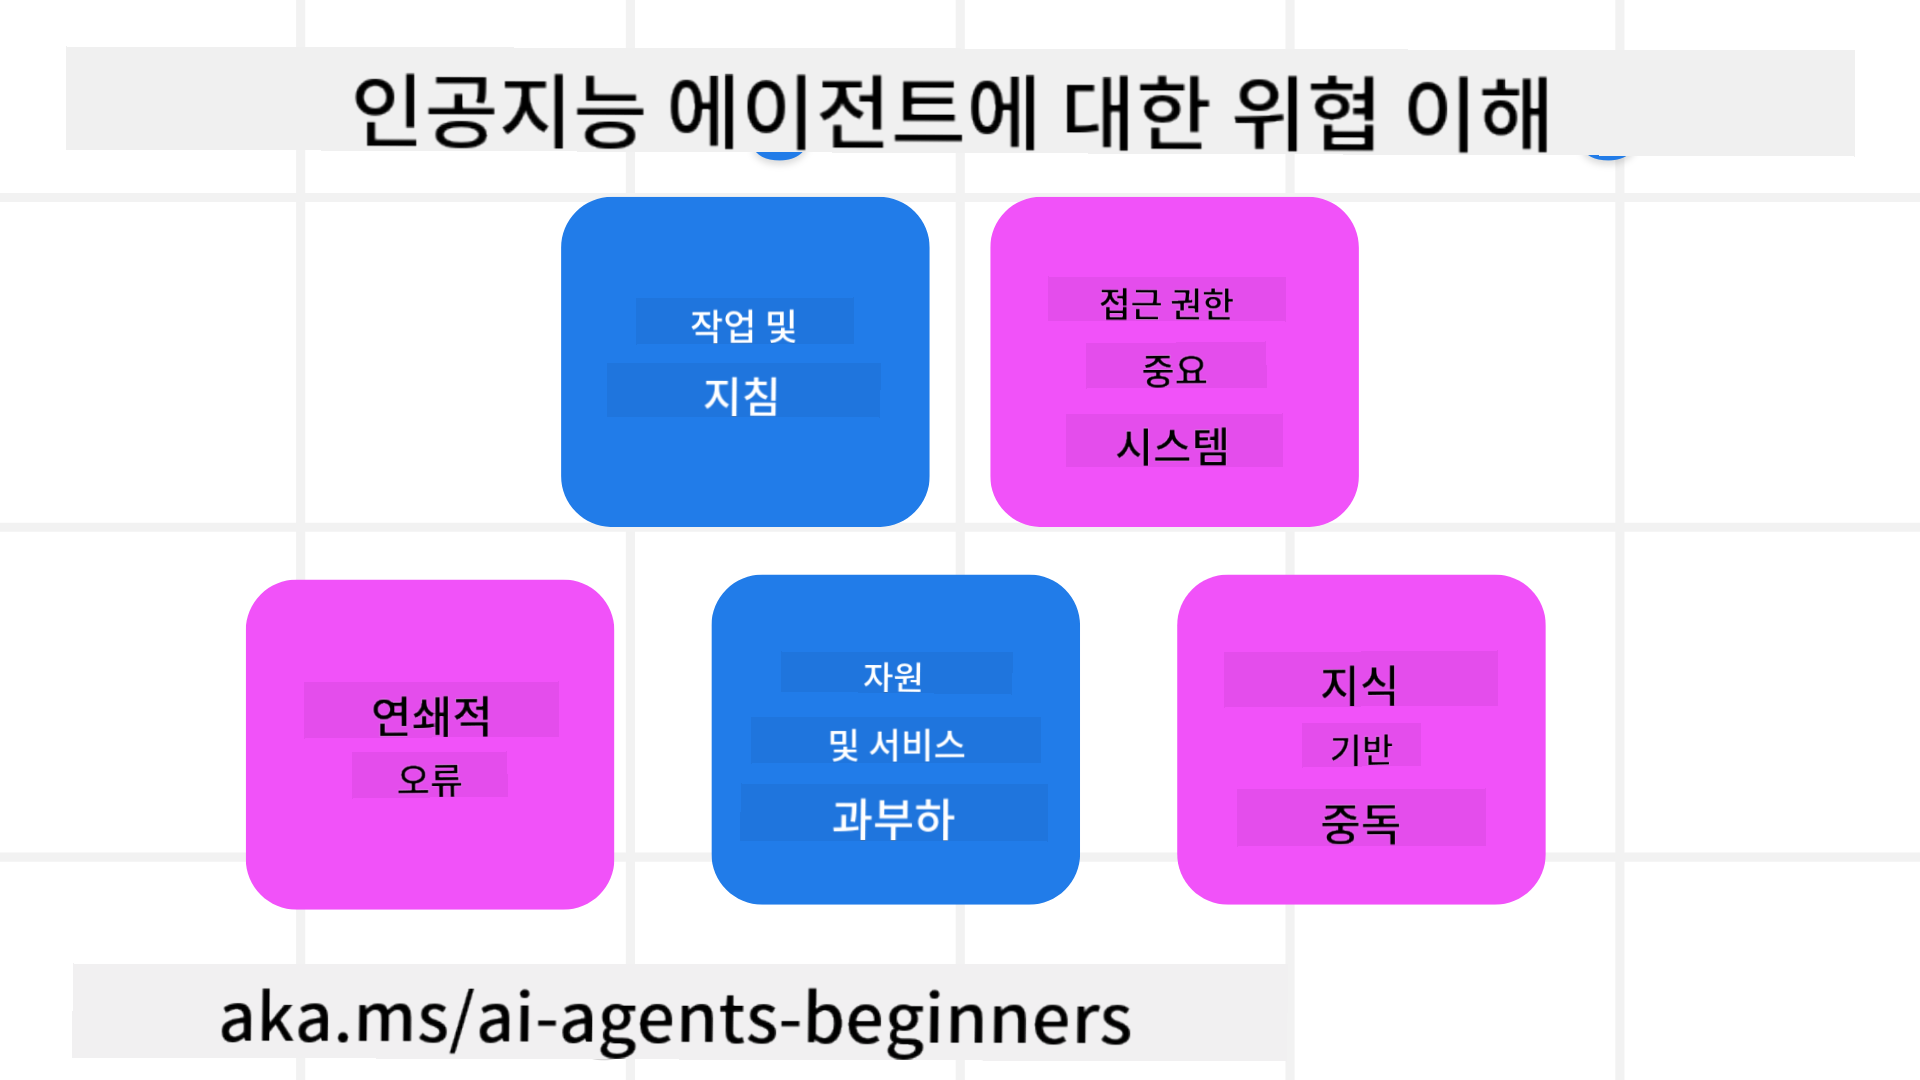 인공지능 에이전트에 대한 위협 이해
작업 및
지침
접근 권한
중요
시스템
연쇄적
오류
자원
및 서비스
과부하
지식
기반
중독
aka.ms/ai-agents-beginners